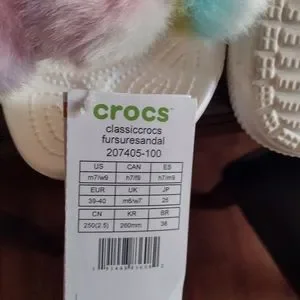 crocs™
classiccrocs
fursuresandal
207405-100
US CAN ES
m7/w9 h7/f9 h7/m9
EUR UK JP
39-40 m6/w7 25
CN KR BR
250(2.5) 260mm 38